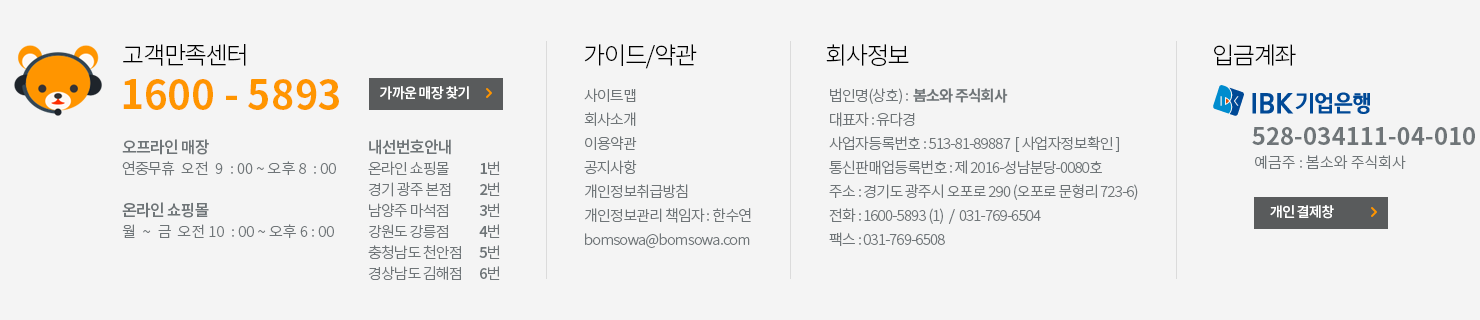 고객만족센터
1600 - 5893
가까운 매장 찾기
오프라인 매장
연중무휴 오전 9 : 00 ~ 오후 8 : 00
온라인 쇼핑몰
월 ~ 금 오전 10 : 00 ~ 오후 6 : 00
내선번호안내
온라인 쇼핑몰 1번
경기 광주 본점 2번
남양주 마석점 3번
강원도 강릉점 4번
충청남도 천안점 5번
경상남도 김해점 6번
가이드/약관
사이트맵
회사소개
이용약관
공지사항
개인정보취급방침
개인정보관리 책임자 : 한수연
bomsowa@bomsowa.com
회사정보
법인명(상호) : 봄소와 주식회사
대표자 : 유다경
사업자등록번호 : 513-81-89887 [ 사업자정보확인 ]
통신판매업등록번호 : 제 2016-성남분당-0080호
주소 : 경기도 광주시 오포로 290 (오포로 문형리 723-6)
전화 : 1600-5893 (1) / 031-769-6504
팩스 : 031-769-6508
입금계좌
IBK 기업은행
528-034111-04-010
예금주 : 봄소와 주식회사
개인 결제창